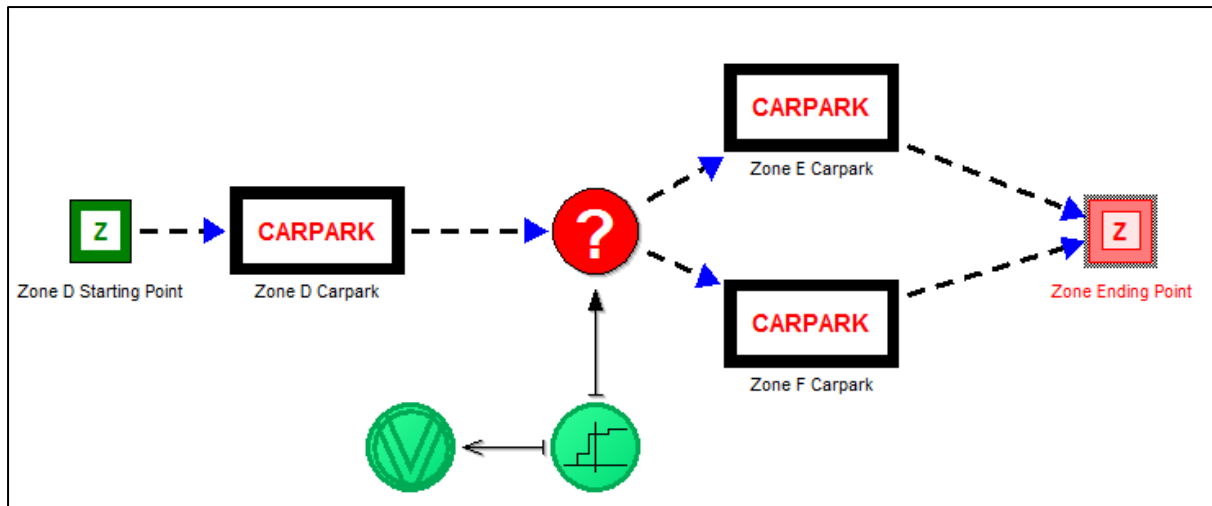 CARPARK
Zone E Carpark
Z
Zone D Starting Point
CARPARK
Zone D Carpark
?
Z
Zone Ending Point
CARPARK
Zone F Carpark
V